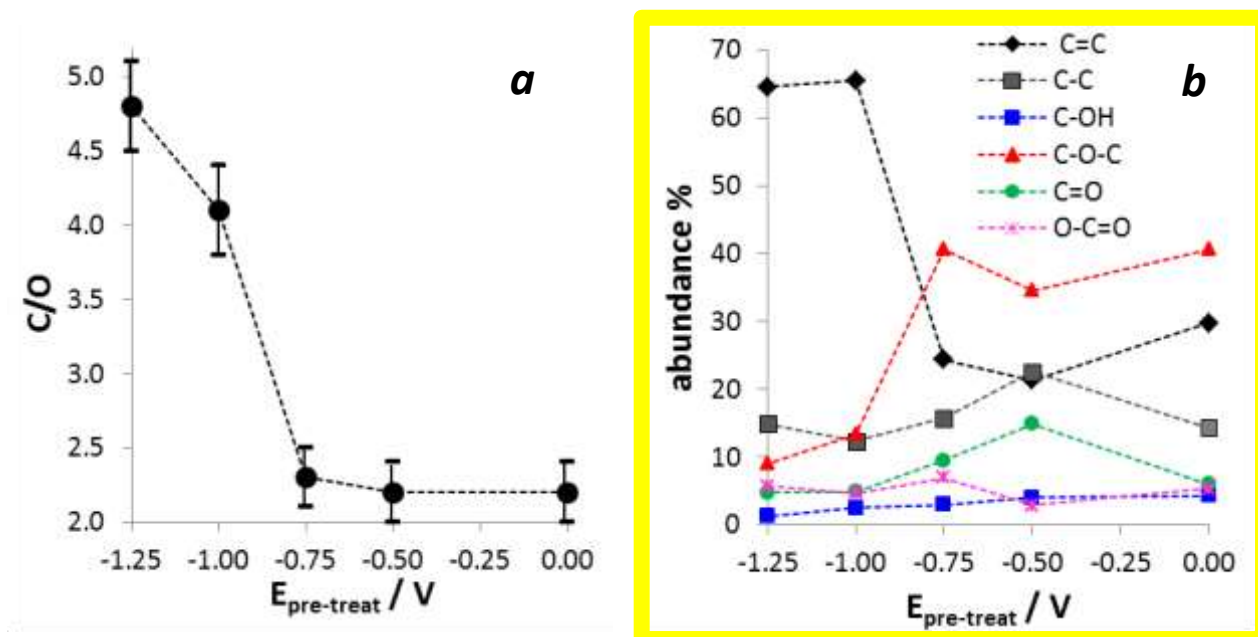 a
5.0
4.5
4.0
3.5
3.0
2.5
2.0
C/O
-1.25 -1.00 -0.75 -0.50 -0.25 0.00
E pre-treat / V
b
70
60
50
40
30
20
10
0
abundance %
C=C
C-C
C-OH
C-O-C
C=O
O-C=O
-1.25 -1.00 -0.75 -0.50 -0.25 0.00
E pre-treat / V